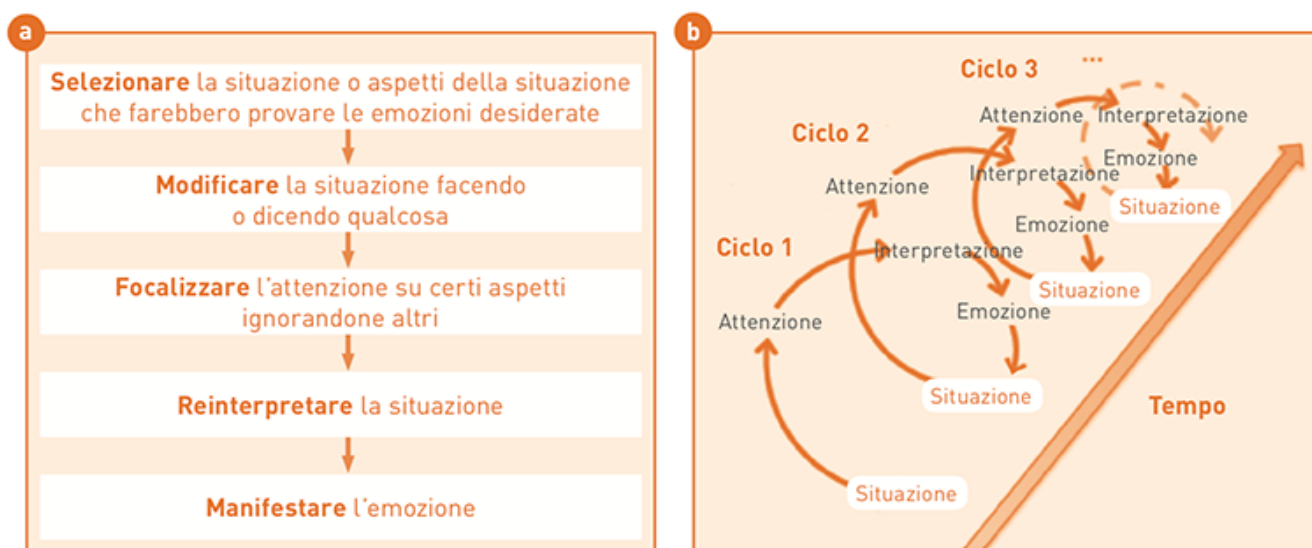 a
Selezionare la situazione o aspetti della situazione
che farebbero provare le emozioni desiderate
Modificare la situazione facendo
o dicendo qualcosa
Focalizzare l'attenzione su certi aspetti
ignorandone altri
Reinterpretare la situazione
Manifestare l'emozione
b
Ciclo 1
Attenzione
Interpretazione
Emozione
Situazione
Situazione
Ciclo 2
Attenzione
Interpretazione
Emozione
Situazione
Ciclo 3
...
Attenzione
Interpretazione
Emozione
Situazione
Tempo